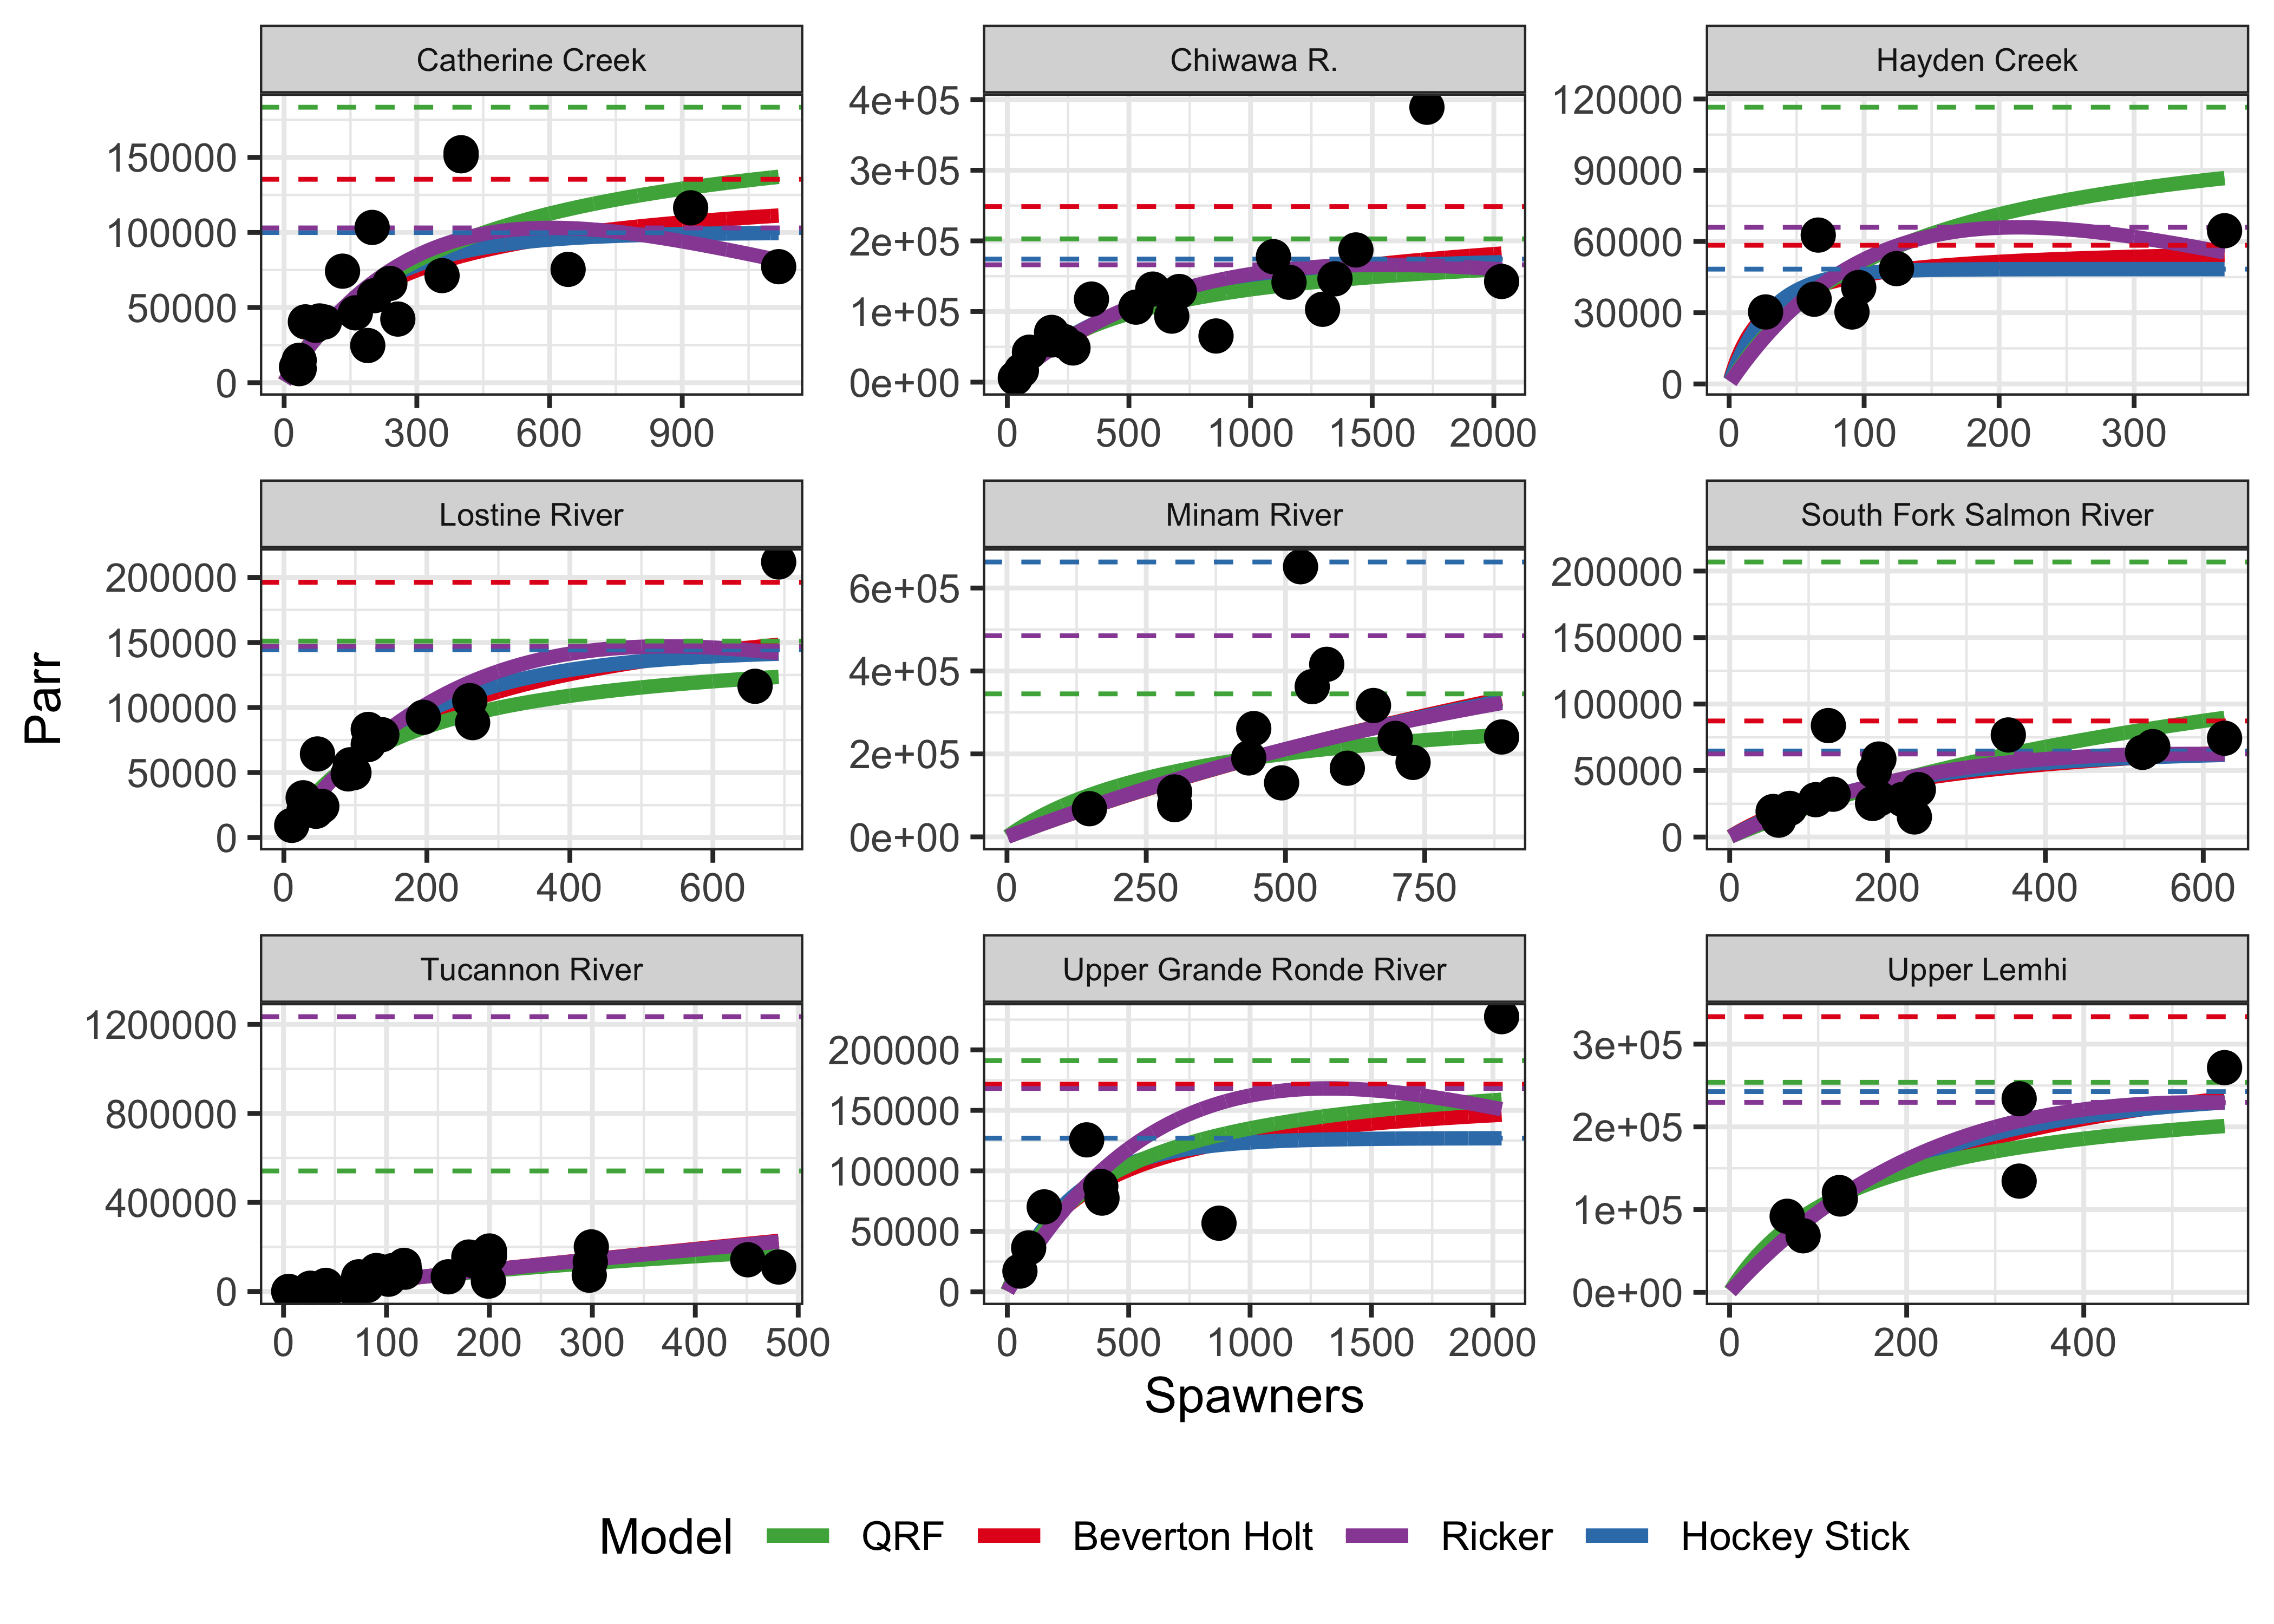 Catherine Creek
Chiwawa R.
Hayden Creek
150000
100000
50000
0
0 300 600 900
4e+05
3e+05
2e+05
1e+05
0e+00
0 500 1000 1500 2000
120000
90000
60000
30000
0
0 100 200 300
Lostine River
Minam River
South Fork Salmon River
200000
150000
100000
50000
0
0 200 400 600
6e+05
4e+05
2e+05
0e+00
0 250 500 750
200000
150000
100000
50000
0
0 200 400 600
Parr
Tucannon River
Upper Grande Ronde River
Upper Lemhi
1200000
800000
400000
0
0 100 200 300 400 500
200000
150000
100000
50000
0
0 500 1000 1500 2000
3e+05
2e+05
1e+05
0e+00
0 200 400
Spawners
Model QRF Beverton Holt Ricker Hockey Stick